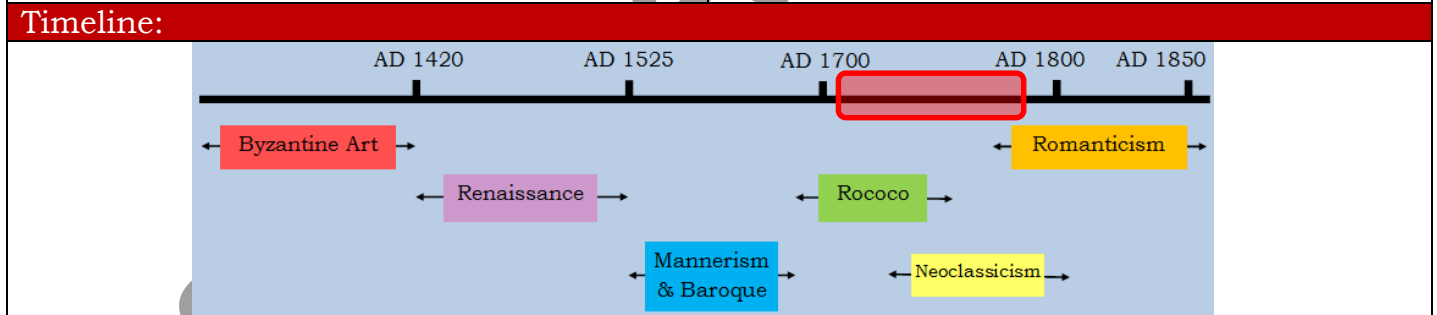 Timeline:
AD 1420 AD 1525 AD 1700 AD 1800 AD 1850
Byzantine Art Romanticism
Renaissance Rococo
Mannerism
& Baroque
Neoclassicism